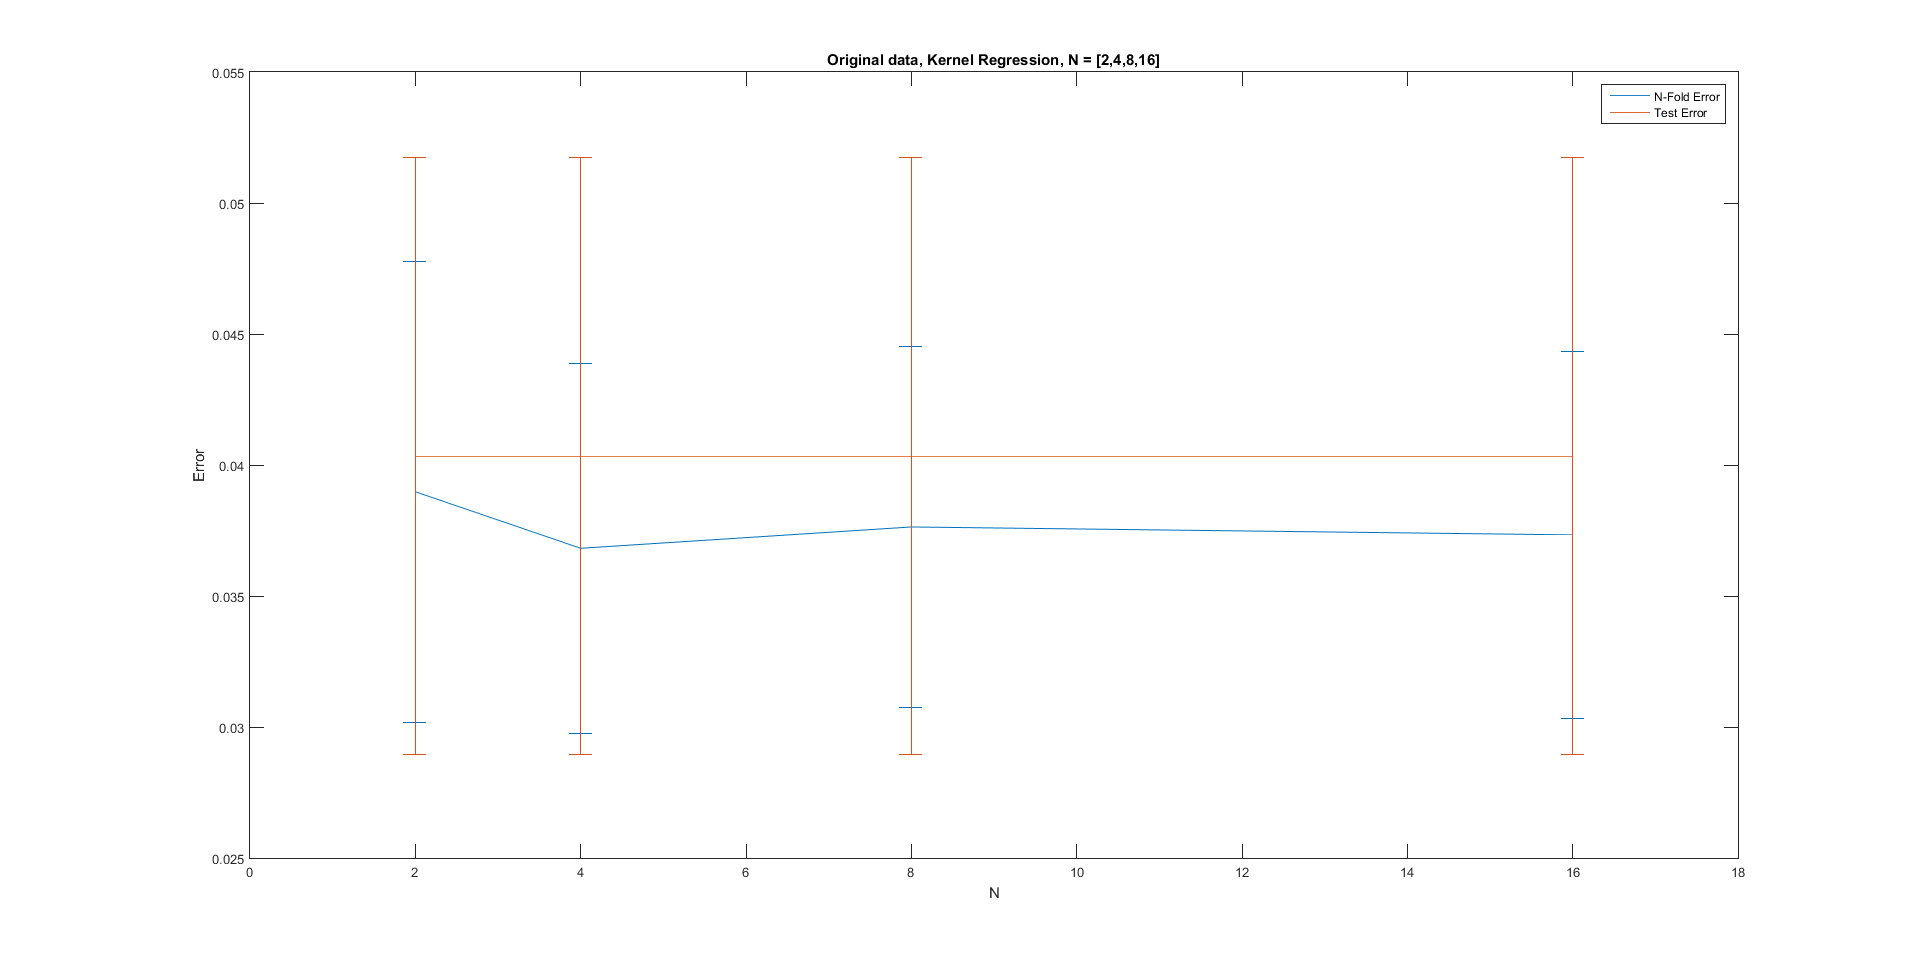 Original data, Kernel Regression, N = [2,4,8,16]
0.055
N-Fold Error
Test Error
0.05
0.045
0.04
Error
0.035
0.03
0.025
0 2 4 6 8 10 12 14 16 18
N